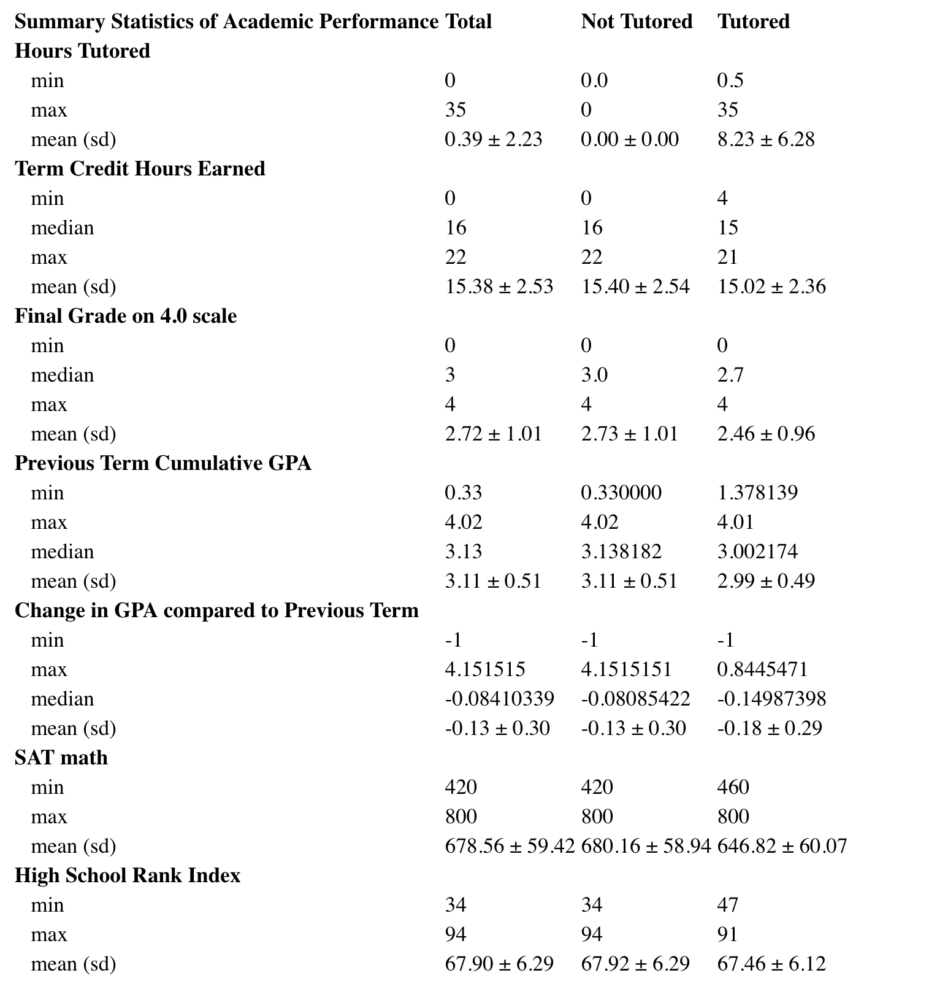 Summary Statistics of Academic Performance Total Not Tutored Tutored
Hours Tutored
min 0 0.0 0.5
max 35 0 35
mean (sd) 0.39 ± 2.23 0.00 ± 0.00 8.23 ± 6.28
Term Credit Hours Earned
min 0 0 4
median 16 16 15
max 22 22 21
mean (sd) 15.38 ± 2.53 15.40 ± 2.54 15.02 ± 2.36
Final Grade on 4.0 scale
min 0 0 0
median 3 3.0 2.7
max 4 4 4
mean (sd) 2.72 ± 1.01 2.73 ± 1.01 2.46 ± 0.96
Previous Term Cumulative GPA
min 0.33 0.330000 1.378139
max 4.02 4.02 4.01
median 3.13 3.138182 3.002174
mean (sd) 3.11 ± 0.51 3.11 ± 0.51 2.99 ± 0.49
Change in GPA compared to Previous Term
min -1 -1 -1
max 4.151515 4.1515151 0.8445471
median -0.08410339 -0.08085422 -0.14987398
mean (sd) -0.13 ± 0.30 -0.13 ± 0.30 -0.18 ± 0.29
SAT math
min 420 420 460
max 800 800 800
mean (sd) 678.56 ± 59.42 680.16 ± 58.94 646.82 ± 60.07
High School Rank Index
min 34 34 47
max 94 94 91
mean (sd) 67.90 ± 6.29 67.92 ± 6.29 67.46 ± 6.12